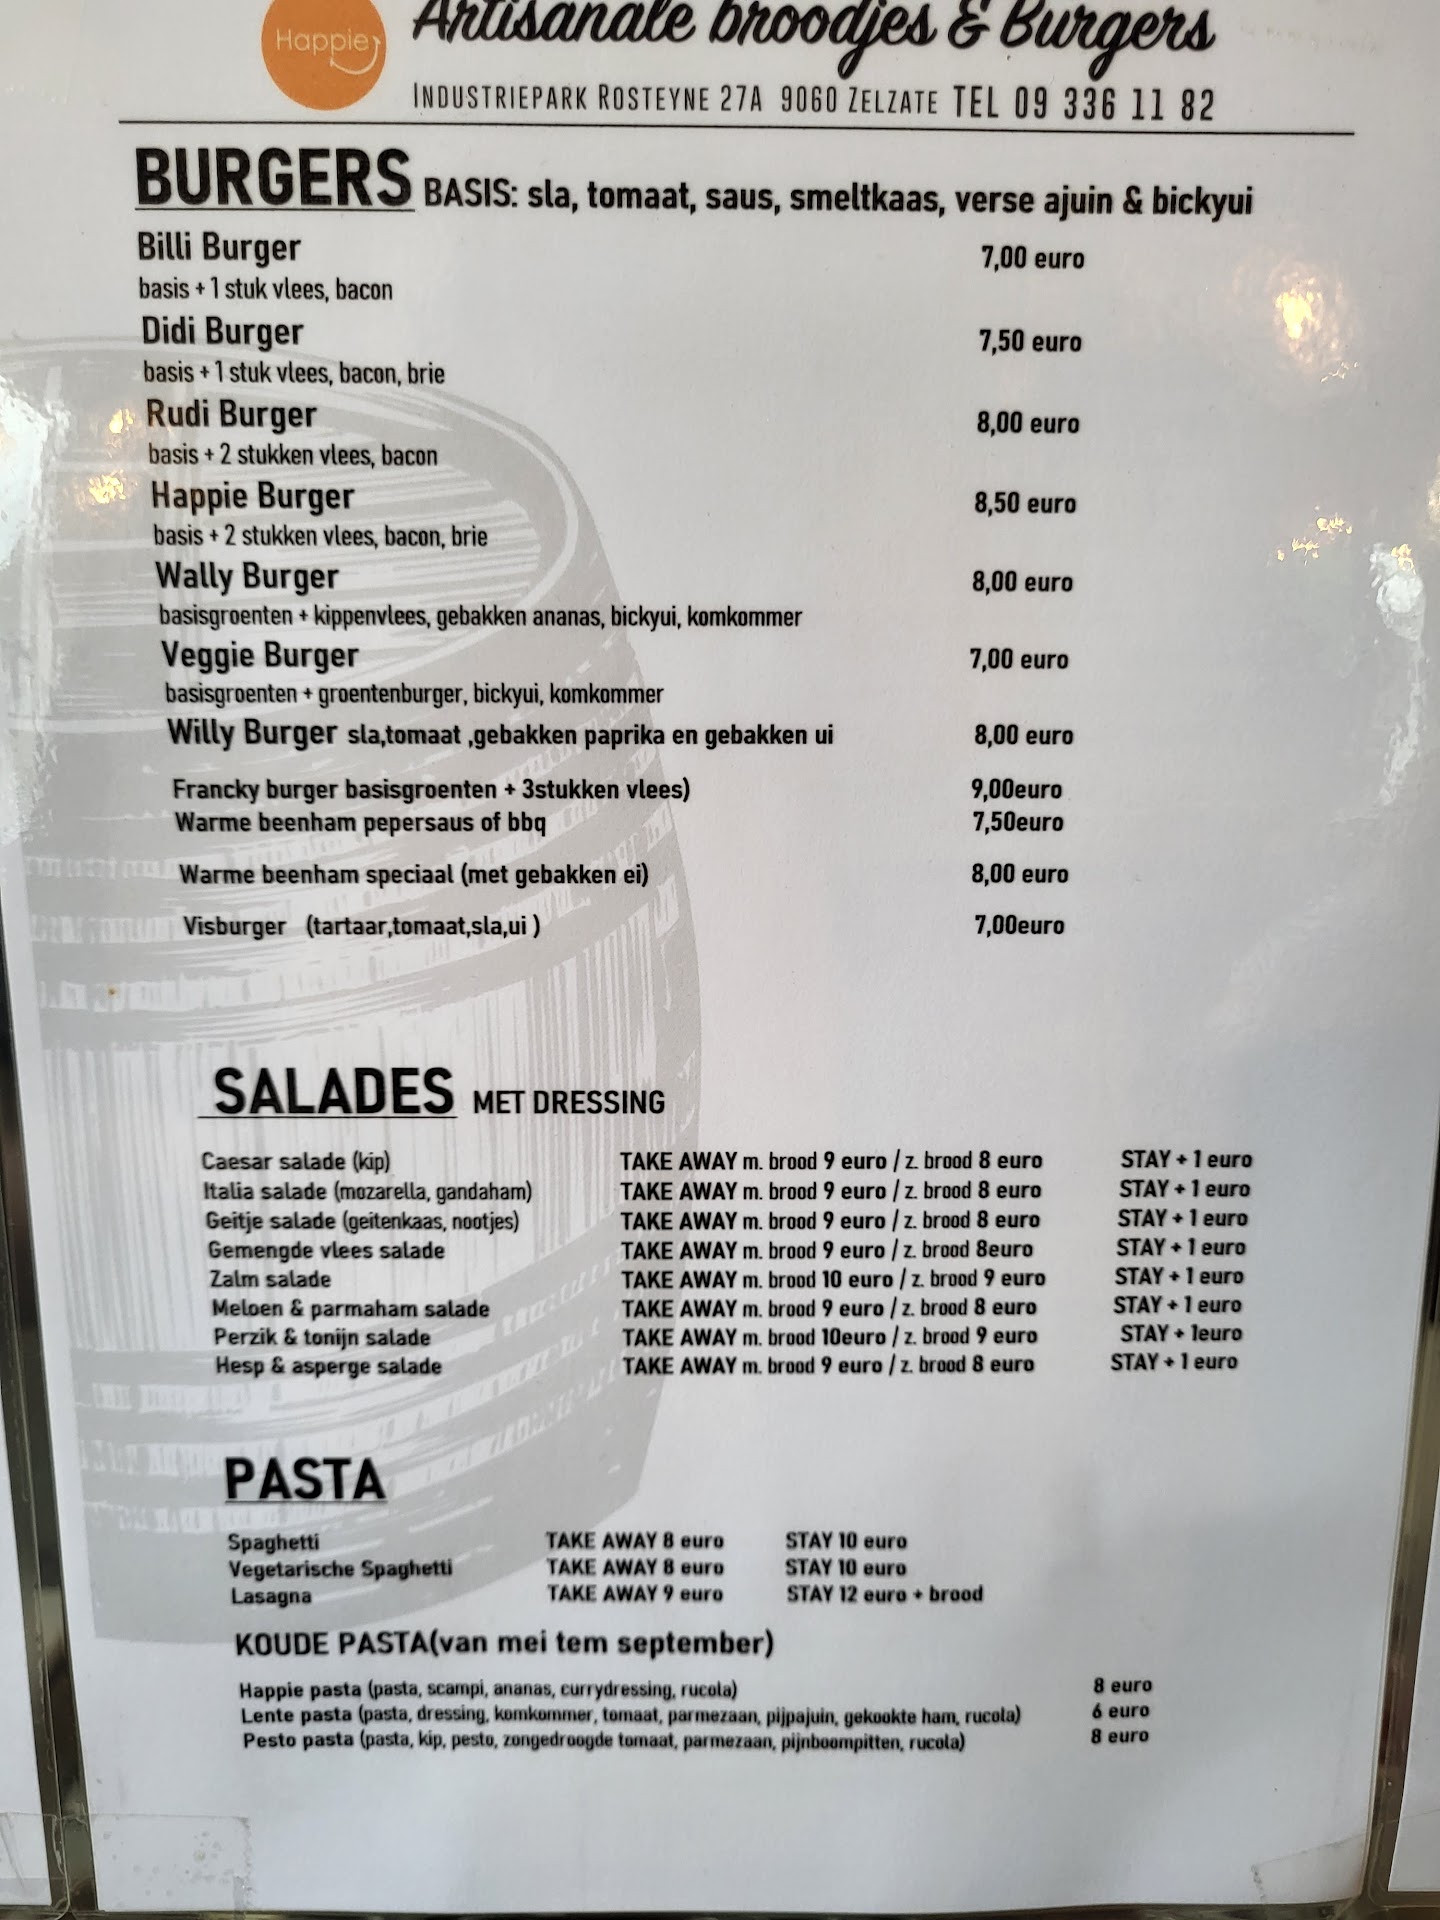 Happie
Artisanale broodjes & Burgers
INDUSTRIEPARK ROSTEYNE 27A 9060 ZELZATE TEL 09 336 11 82
BURGERS BASIS: sla, tomaat, saus, smeltkaas, verse ajuin & bickyui
Billi Burger 7,00 euro
basis + 1 stuk vlees, bacon
Didi Burger 7,50 euro
basis + 1 stuk vlees, bacon, brie
Rudi Burger 8,00 euro
basis + 2 stukken vlees, bacon
Happie Burger 8,50 euro
basis + 2 stukken vlees, bacon, brie
Wally Burger 8,00 euro
basisgroenten + kippenvlees, gebakken ananas, bickyui, komkommer
Veggie Burger 7,00 euro
basisgroenten + groentenburger, bickyui, komkommer
Willy Burger sla,tomaat ,gebakken paprika en gebakken ui 8,00 euro
Francky burger basisgroenten + 3stukken vlees) 9,00euro
Warme beenham pepersaus of bbq 7,50euro
Warme beenham speciaal (met gebakken ei) 8,00 euro
Visburger (tartaar,tomaat,sla,ui ) 7,00euro
SALADES MET DRESSING
Caesar salade (kip) TAKE AWAY m. brood 9 euro / z. brood 8 euro STAY + 1 euro
Italia salade (mozarella, gandaham) TAKE AWAY m. brood 9 euro / z. brood 8 euro STAY + 1 euro
Geitje salade (geitenkaas, nootjes) TAKE AWAY m. brood 9 euro / z. brood 8 euro STAY + 1 euro
Gemengde vlees salade TAKE AWAY m. brood 9 euro / z. brood 8euro STAY + 1 euro
Zalm salade TAKE AWAY m. brood 10 euro / z. brood 9 euro STAY + 1 euro
Meloen & parmaham salade TAKE AWAY m. brood 9 euro / z. brood 8 euro STAY + 1 euro
Perzik & tonijn salade TAKE AWAY m. brood 10euro / z. brood 9 euro STAY + 1euro
Hesp & asperge salade TAKE AWAY m. brood 9 euro / z. brood 8 euro STAY + 1 euro
PASTA
Spaghetti TAKE AWAY 8 euro STAY 10 euro
Vegetarische Spaghetti TAKE AWAY 8 euro STAY 10 euro
Lasagna TAKE AWAY 9 euro STAY 12 euro + brood
KOUDE PASTA(van mei tem september)
Happie pasta (pasta, scampi, ananas, currydressing, rucola) 8 euro
Lente pasta (pasta, dressing, komkommer, tomaat, parmezaan, pijpajuin, gekookte ham, rucola) 6 euro
Pesto pasta (pasta, kip, pesto, zongedroogde tomaat, parmezaan, pijnboompitten, rucola) 8 euro